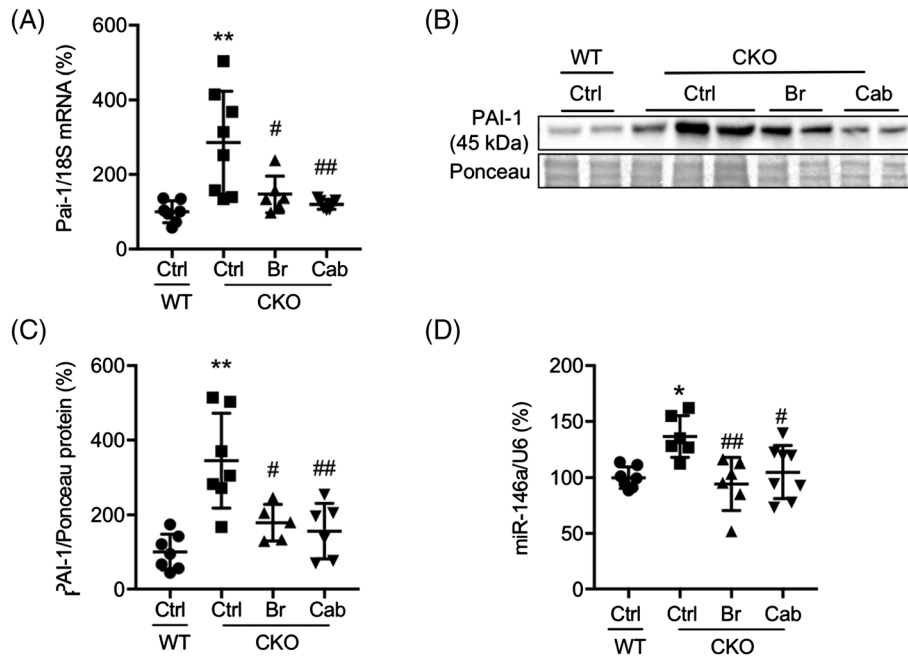 (A)
Pai-1/18S mRNA (%)
600
400
200
0
**
#
##
Ctrl Ctrl Br Cab
WT CKO
(B)
WT CKO
Ctrl Ctrl Br Cab
PAI-1
(45 kDa)
Ponceau
(C)
PAI-1/Ponceau protein (%)
600
400
200
0
**
#
##
Ctrl Ctrl Br Cab
WT CKO
(D)
miR-146a/U6 (%)
200
150
100
50
0
*
##
#
Ctrl Ctrl Br Cab
WT CKO